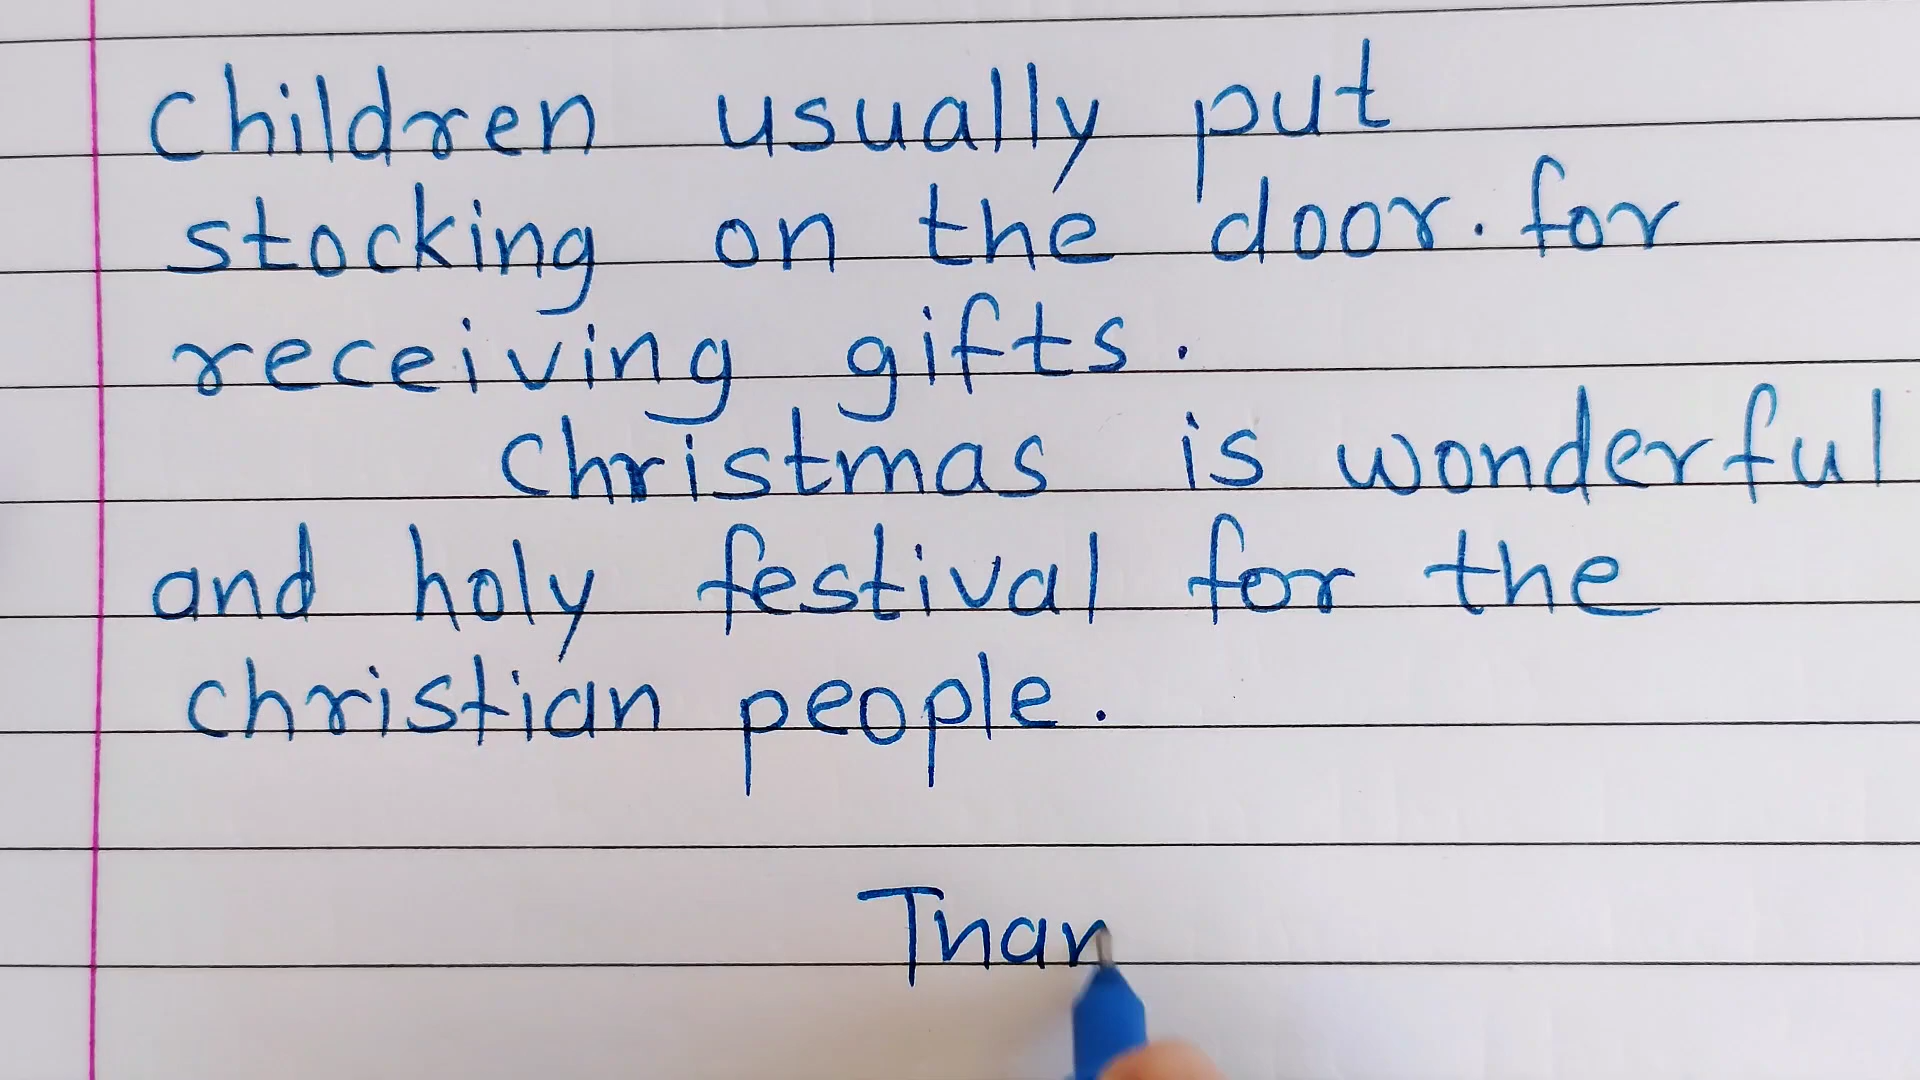 Children usually put
stocking on the door. for
receiving gifts.
Christmas is wonderful
and holy festival for the
christian people.
Than